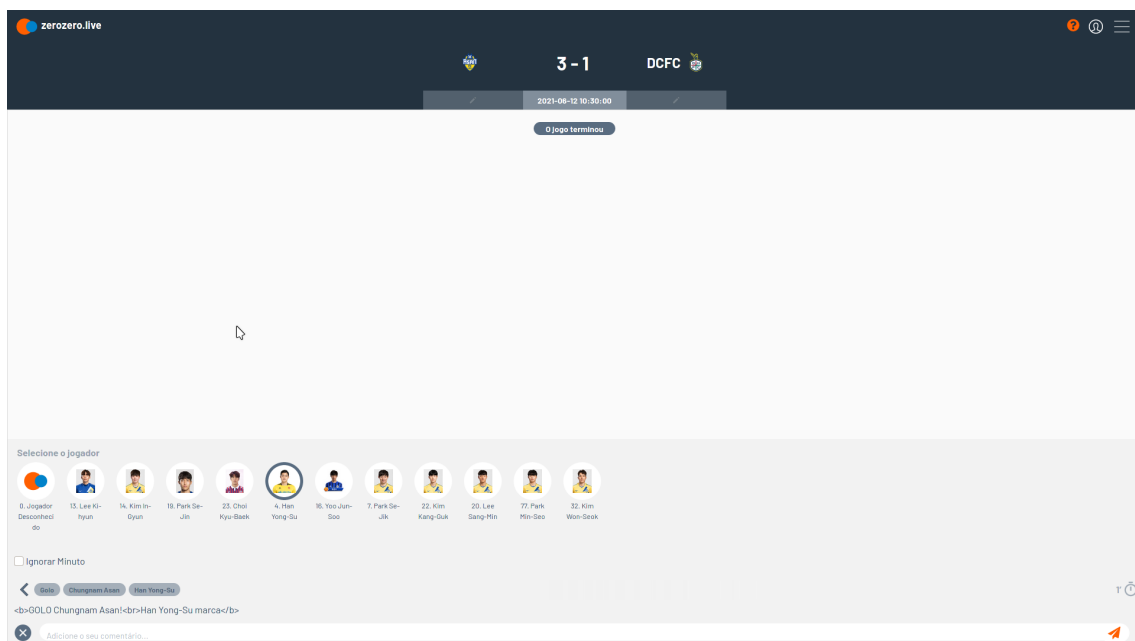 zerozero.live
3 - 1 DCFC
2021-06-12 10:30:00
O jogo terminou
Selecione o jogador
0. Jogador Desconheci do
13. Lee Ki-hyun
14. Kim In-Gyun
19. Park Se-Jin
23. Choi Kyu-Baek
4. Han Yong-Su
16. Yoo Jun-Soo
7. Park Se-Jik
22. Kim Kang-Guk
20. Lee Sang-Min
77. Park Min-Seo
32. Kim Won-Seok
Ignorar Minuto
Golo Chungnam Asan Han Yong-Su
1'
<b>GOLO Chungnam Asan!<br>Han Yong-Su marca</b>
Adicione o seu comentário...